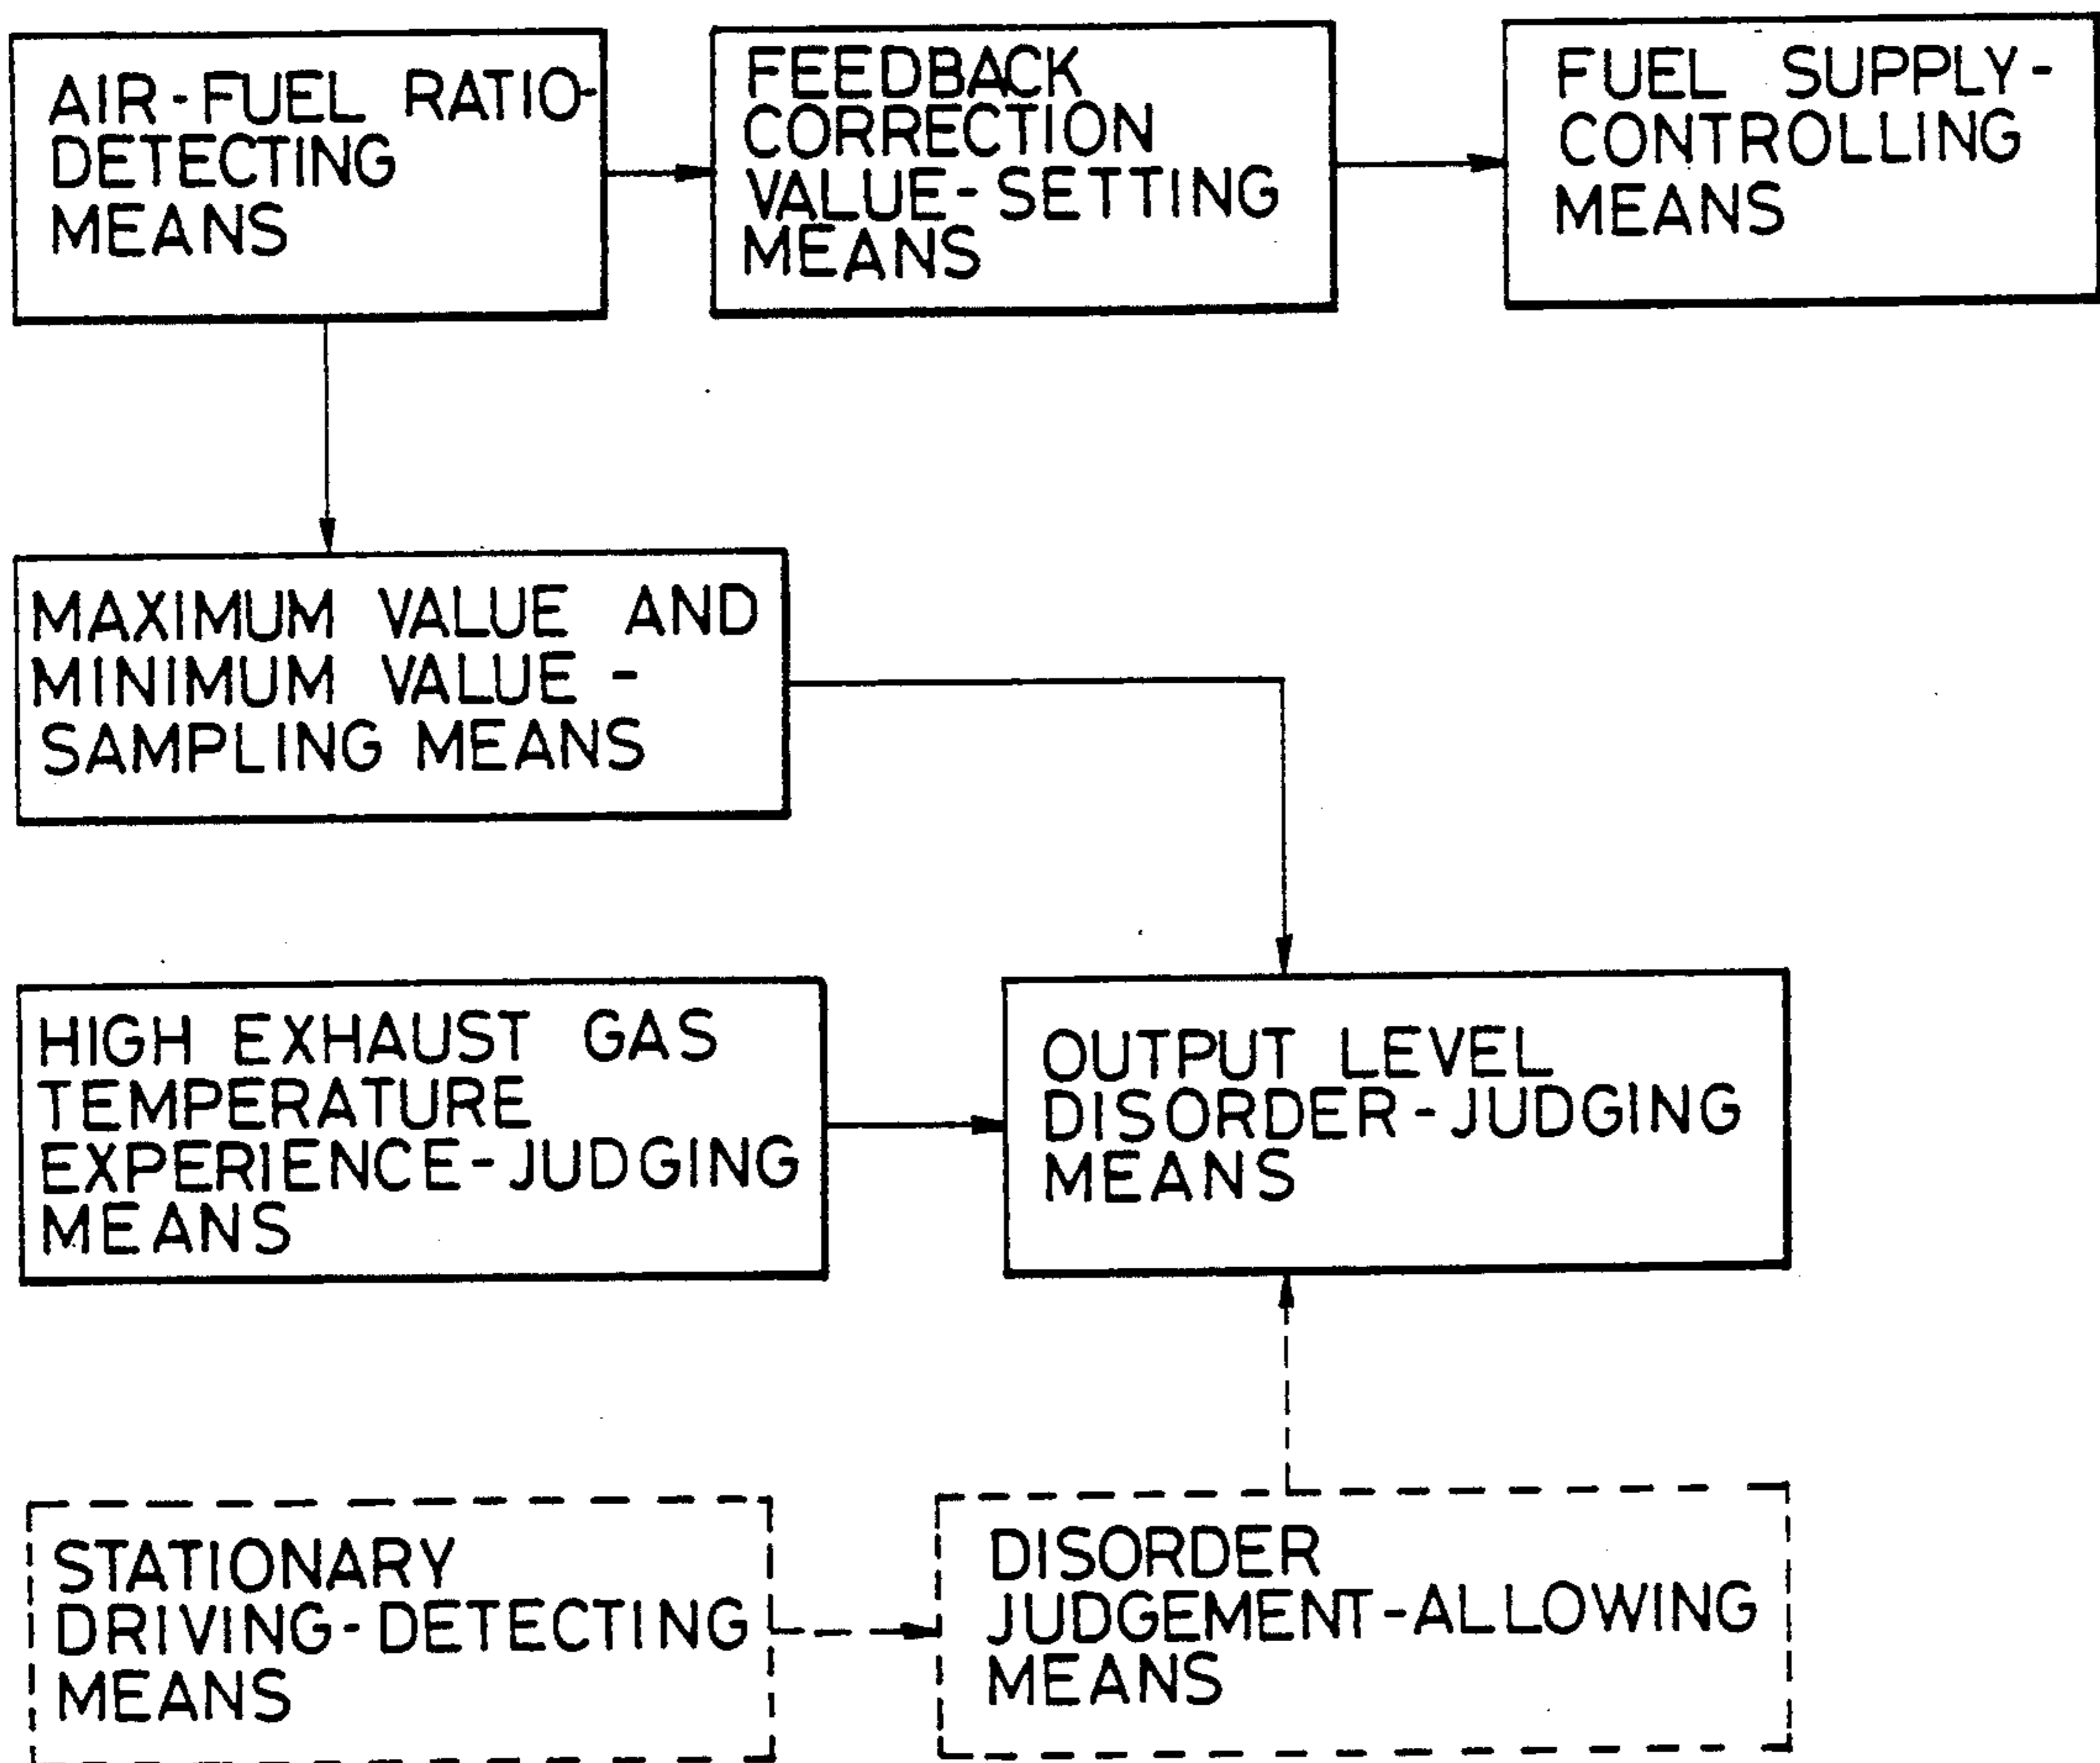 AIR-FUEL RATIO-
DETECTING
MEANS
FEEDBACK
CORRECTION
VALUE-SETTING
MEANS
FUEL SUPPLY-
CONTROLLING
MEANS
MAXIMUM VALUE AND
MINIMUM VALUE -
SAMPLING MEANS
HIGH EXHAUST GAS
TEMPERATURE
EXPERIENCE-JUDGING
MEANS
OUTPUT LEVEL
DISORDER-JUDGING
MEANS
STATIONARY
DRIVING-DETECTING
MEANS
DISORDER
JUDGEMENT-ALLOWING
MEANS